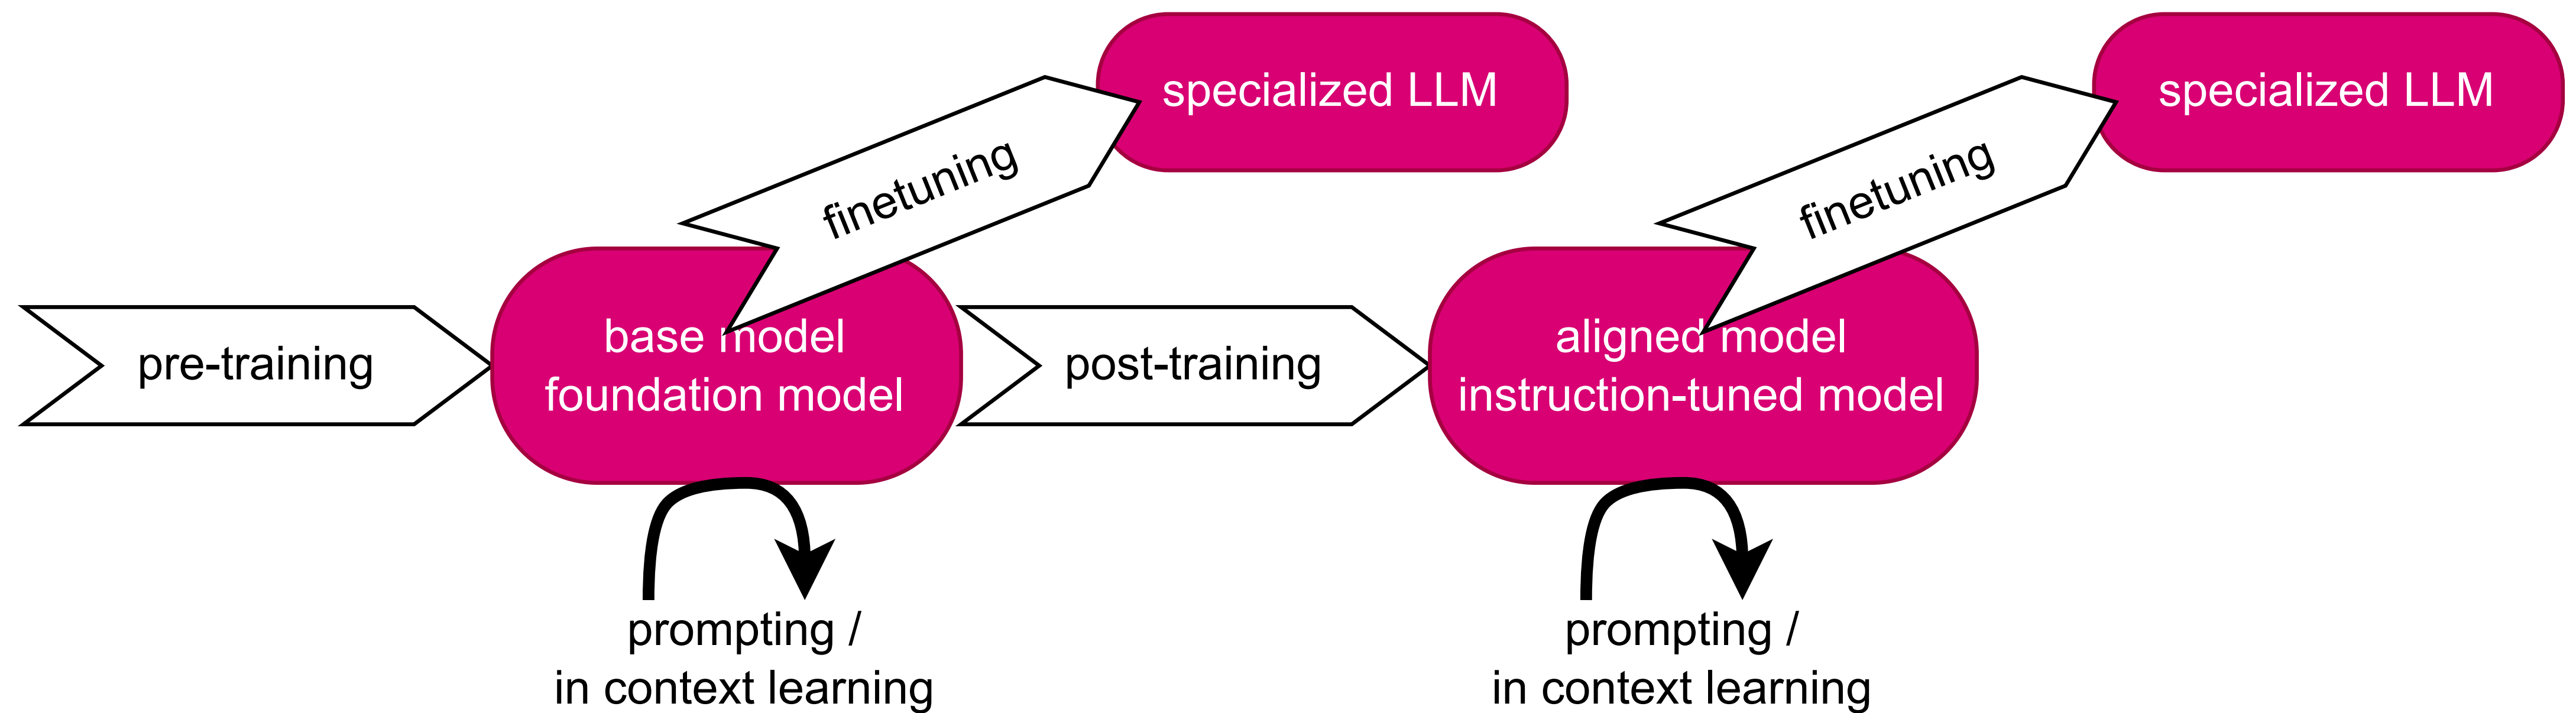 specialized LLM
specialized LLM
finetuning
finetuning
pre-training
base model
foundation model
post-training
aligned model
instruction-tuned model
prompting /
in context learning
prompting /
in context learning